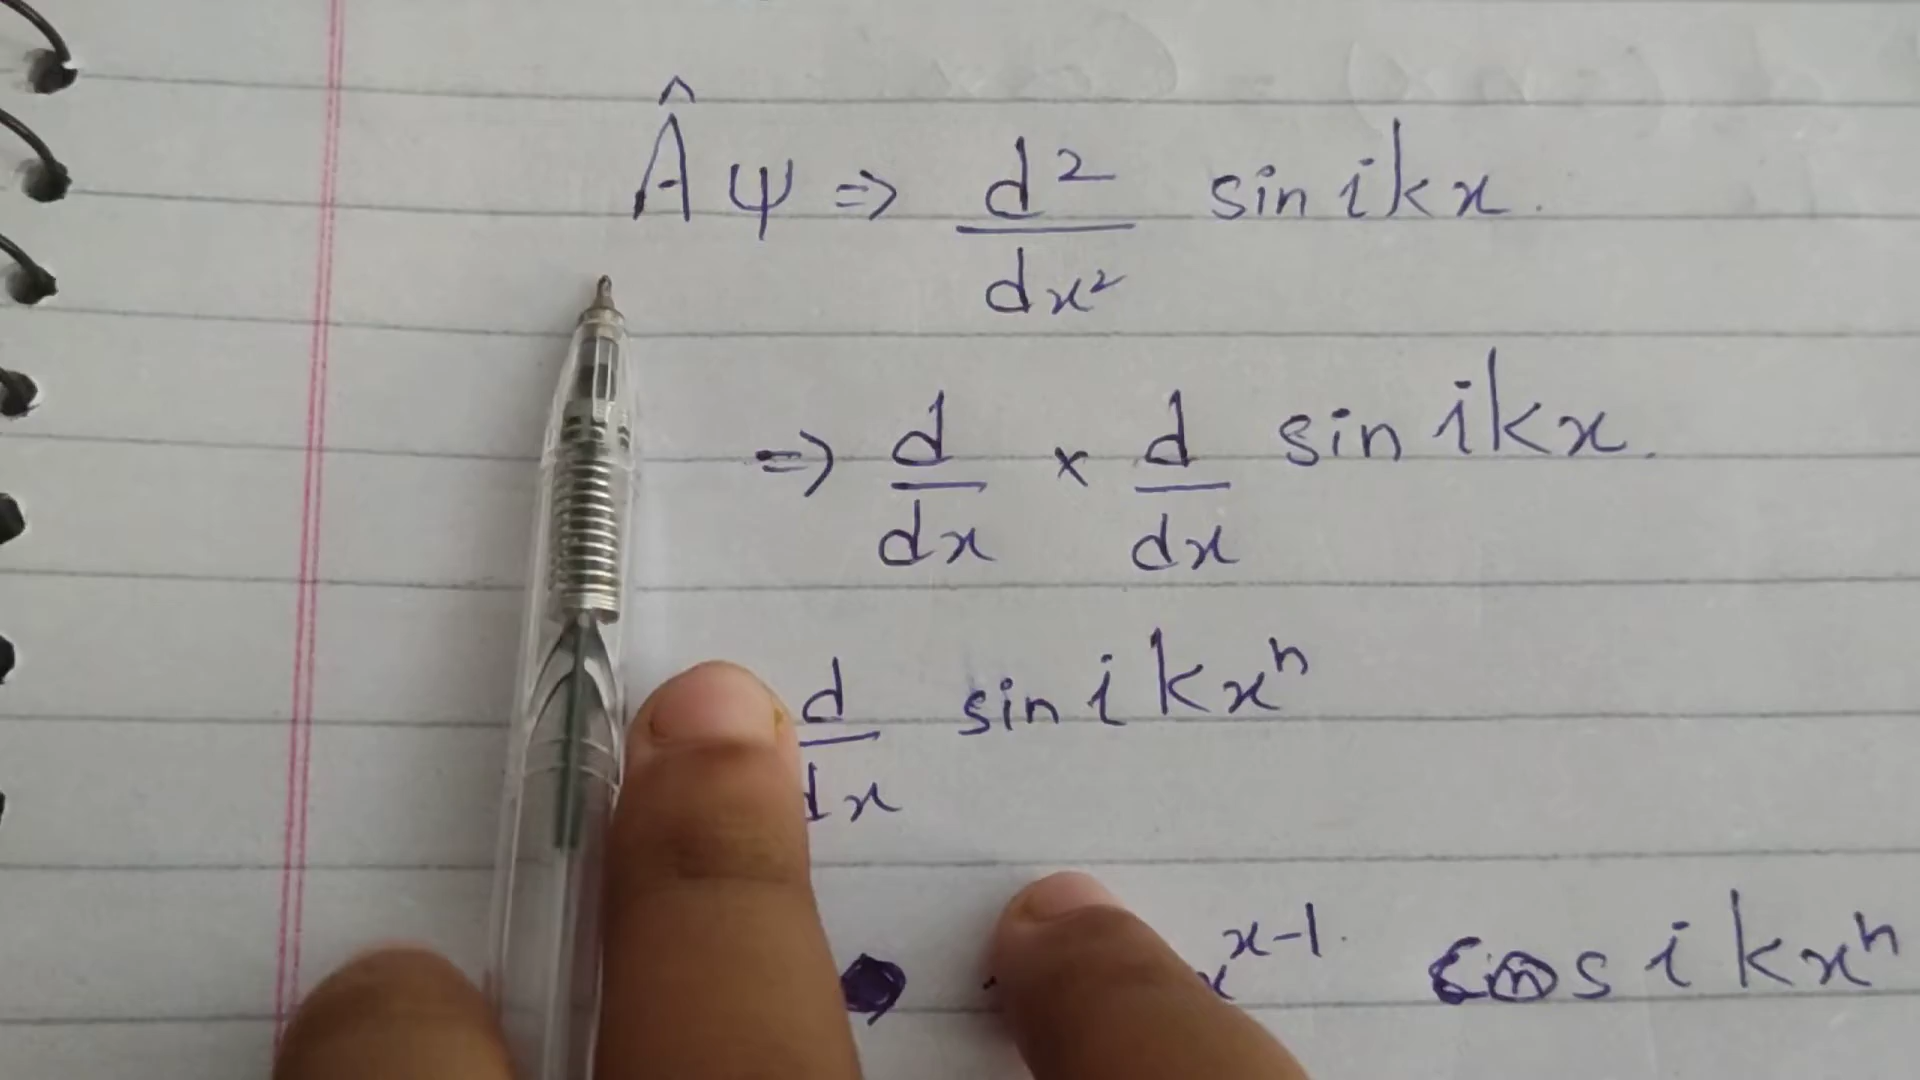 Âψ ⇒ d²/dx² sin ikx.
⇒ d/dx × d/dx sin ikx.
d/dx sin ikxⁿ
x^(x-1) cos ikxⁿ